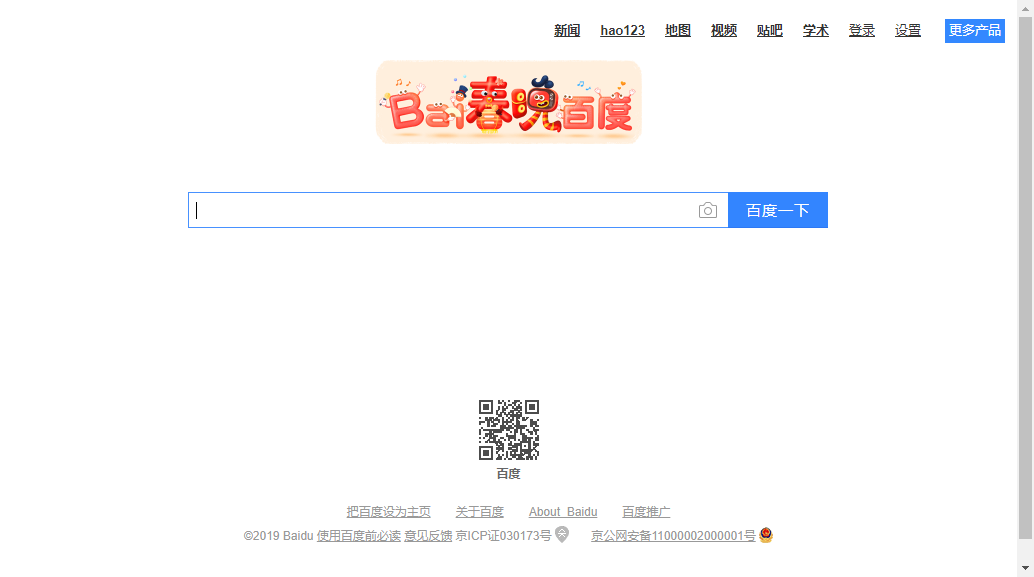 新闻 hao123 地图 视频 贴吧 学术 登录 设置 更多产品
Bai春晚百度
百度一下
百度
把百度设为主页 关于百度 About Baidu 百度推广
©2019 Baidu 使用百度前必读 意见反馈 京ICP证030173号 京公网安备11000002000001号